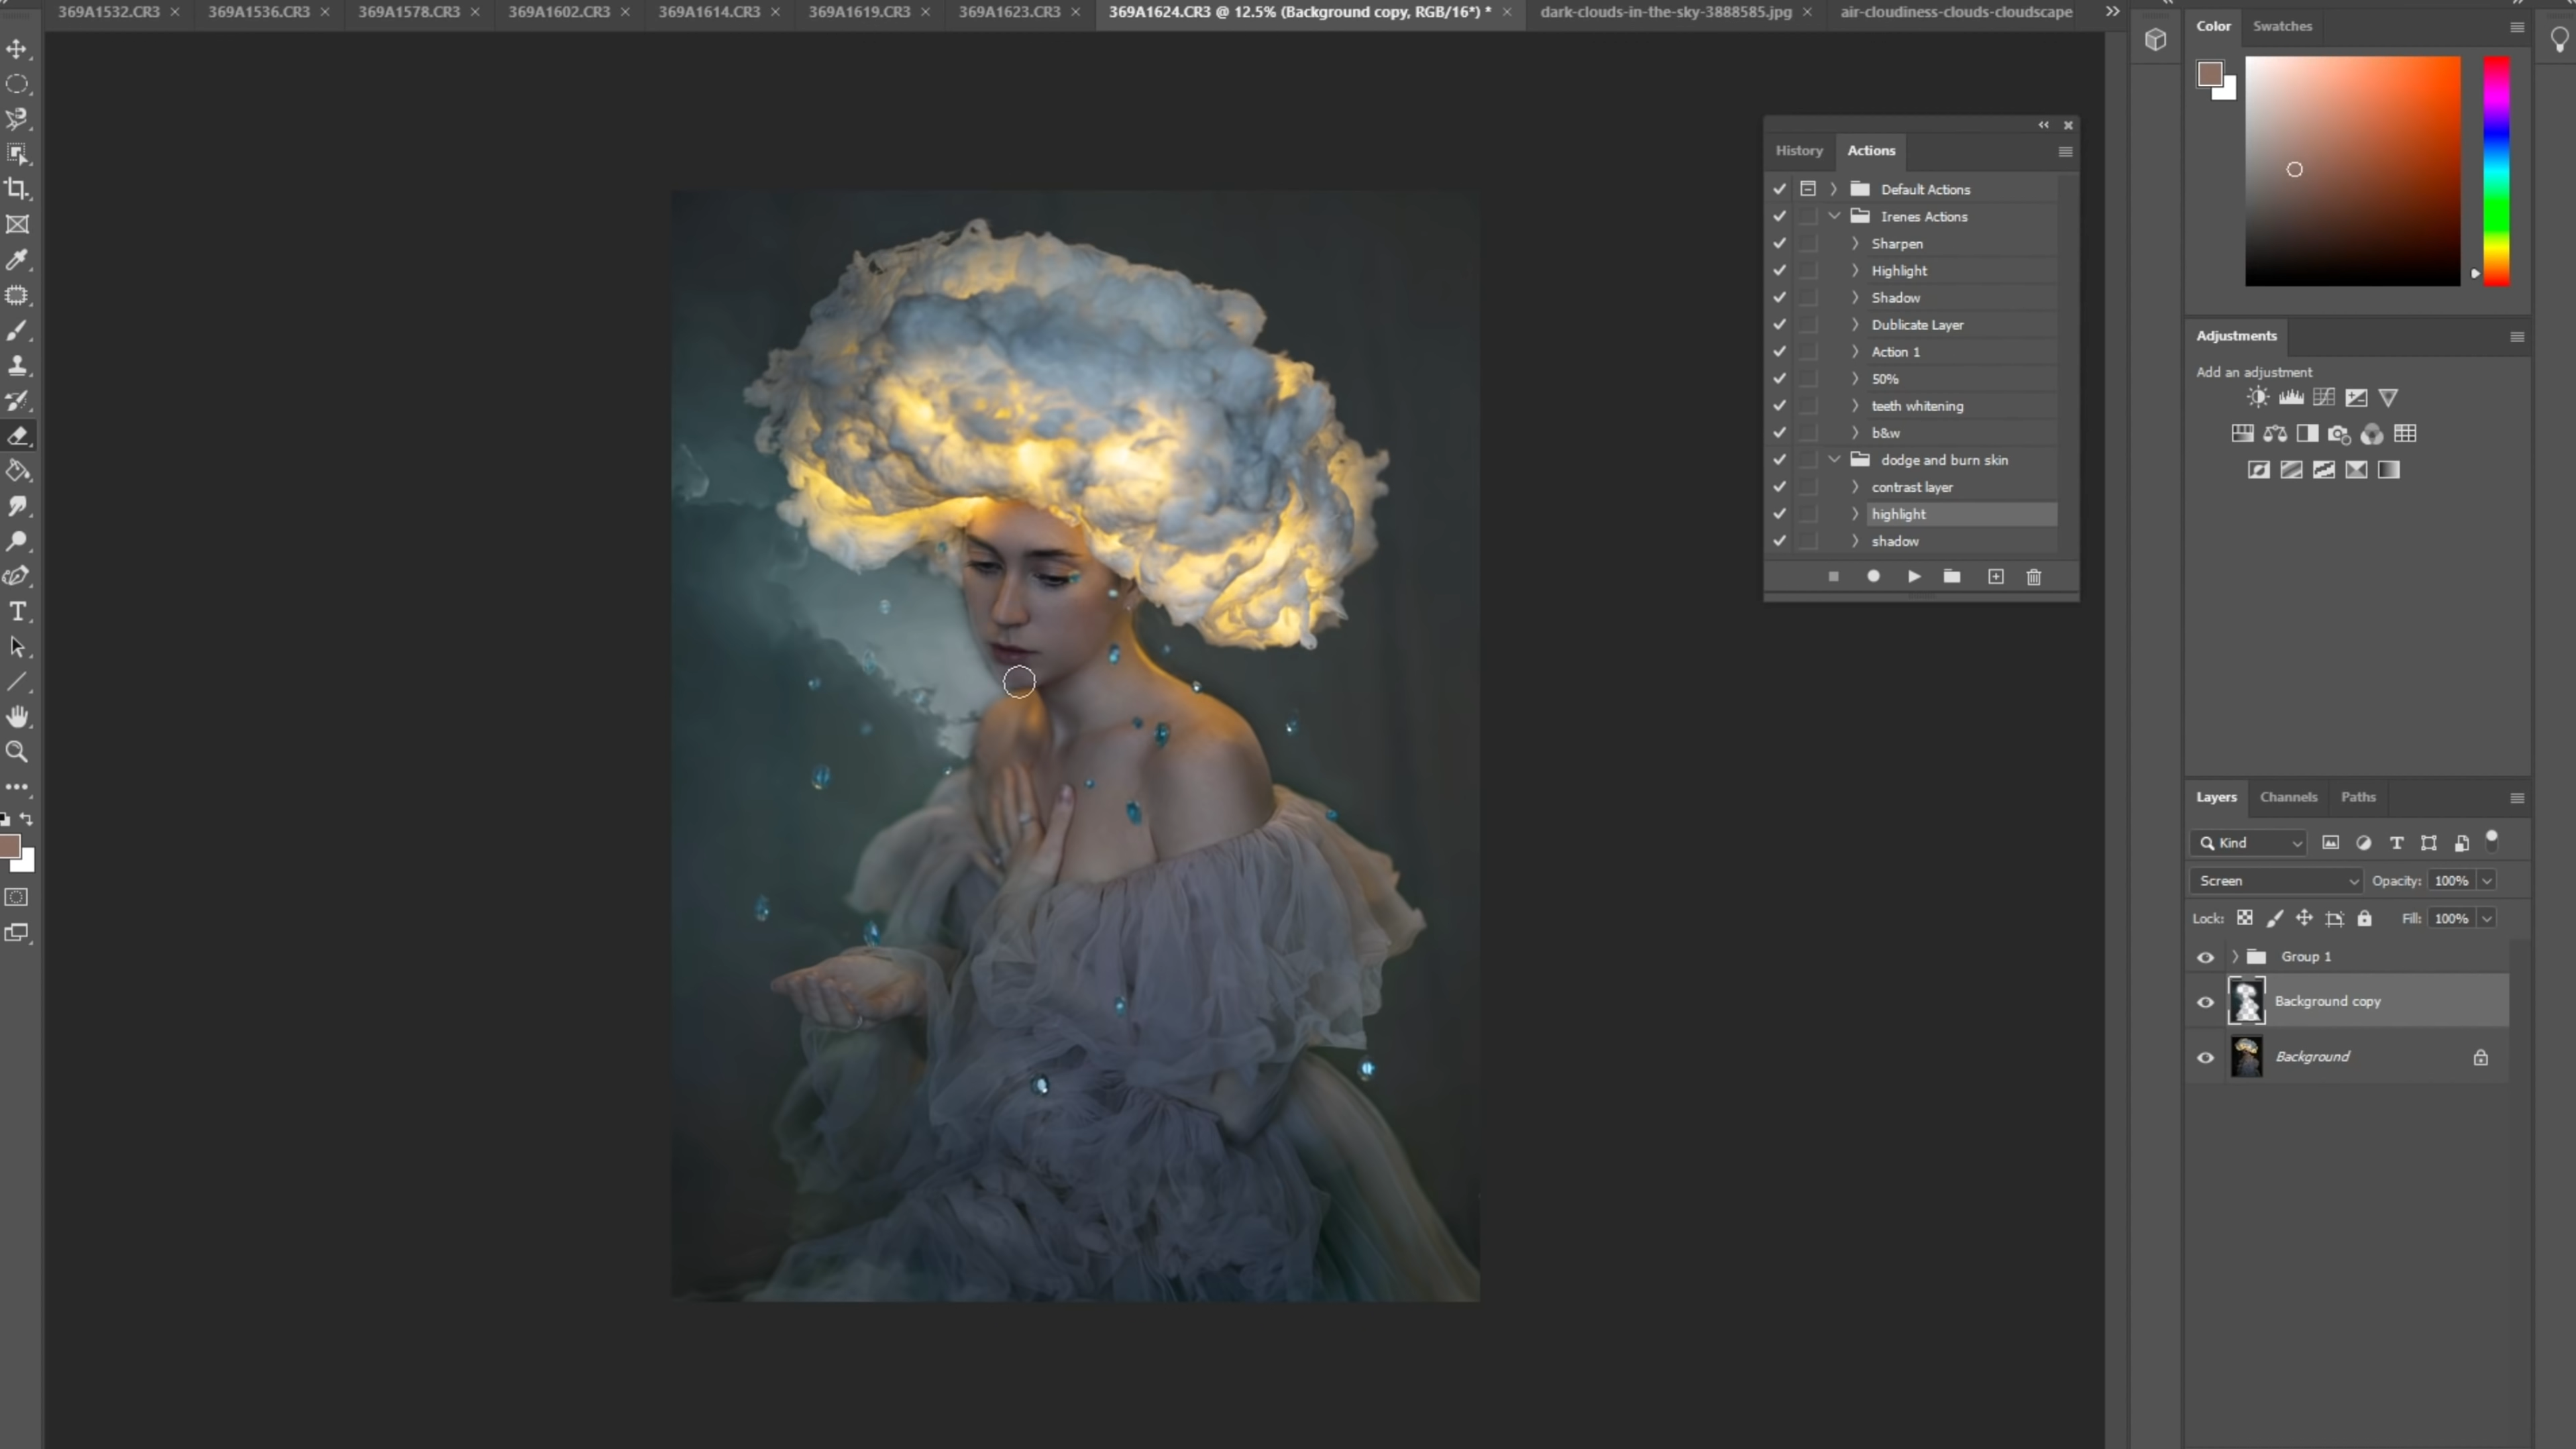 369A1532.CR3 × 369A1536.CR3 × 369A1578.CR3 × 369A1602.CR3 × 369A1614.CR3 × 369A1619.CR3 × 369A1623.CR3 × 369A1624.CR3 @ 12.5% (Background copy, RGB/16*) * × dark-clouds-in-the-sky-3888585.jpg × air-cloudiness-clouds-cloudscape
History Actions
Default Actions
Irenes Actions
Sharpen
Highlight
Shadow
Dublicate Layer
Action 1
50%
teeth whitening
b&w
dodge and burn skin
contrast layer
highlight
shadow
Color Swatches
Adjustments
Add an adjustment
Layers Channels Paths
Kind
Screen Opacity: 100%
Lock: Fill: 100%
Group 1
Background copy
Background